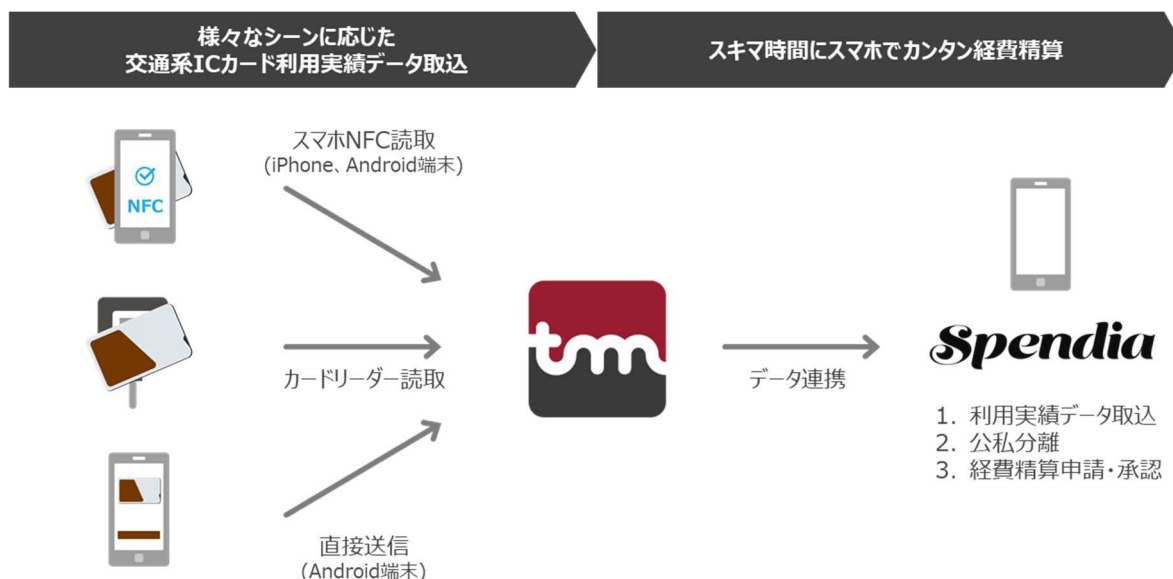 様々なシーンに応じた
交通系ICカード利用実績データ取込
スキマ時間にスマホでカンタン経費精算
スマホNFC読取
(iPhone、Android端末)
NFC
カードリーダー読取
直接送信
(Android端末)
tm
データ連携
Spendia
1. 利用実績データ取込
2. 公私分離
3. 経費精算申請・承認